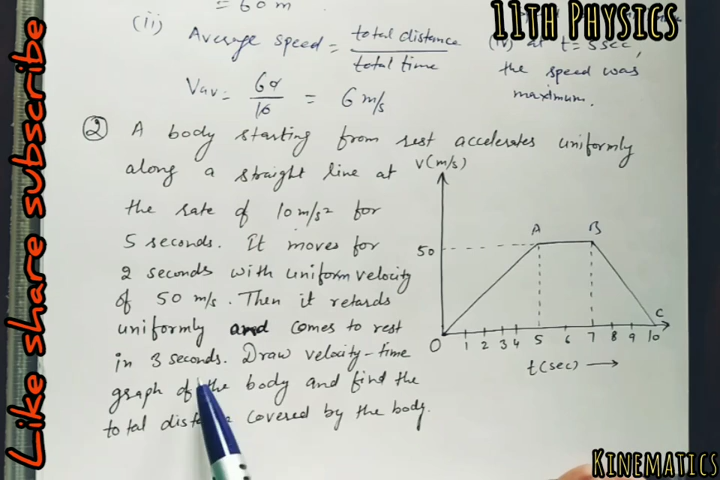 = 60 m
11th Physics
(ii) Average speed = total distance / total time
(iv) at t = 5sec,
the speed was
maximum.
Vav = 60 / 10 = 6 m/s
② A body starting from rest accelerates uniformly
along a straight line at
the rate of 10 m/s² for
5 seconds. It moves for
2 seconds with uniform velocity
of 50 m/s. Then it retards
uniformly and comes to rest
in 3 seconds. Draw velocity-time
graph of the body and find the
total covered by the body.
V(m/s)
A B
50
C
O 1 2 3 4 5 6 7 8 9 10
t(sec) →
Like share subscribe
Kinematics